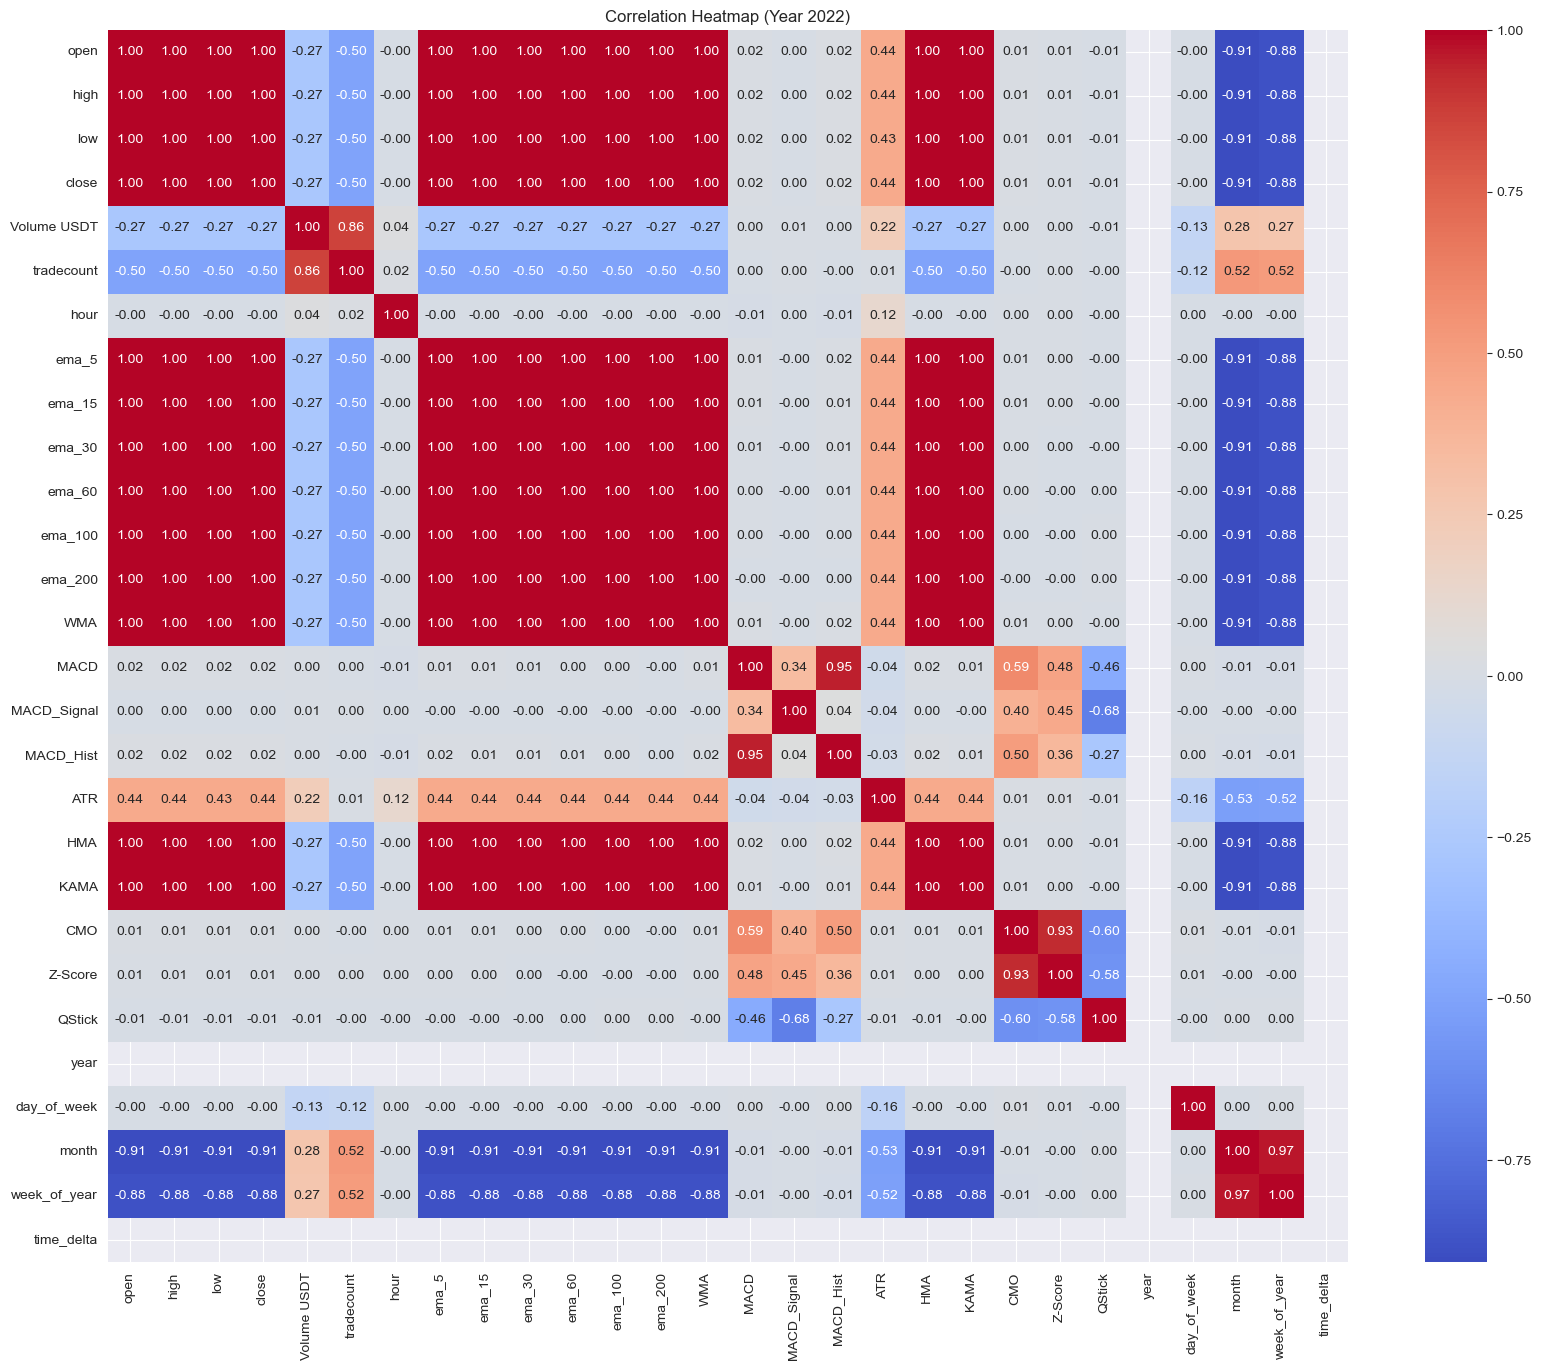 Correlation Heatmap (Year 2022)
open 1.00 1.00 1.00 1.00 -0.27 -0.50 -0.00 1.00 1.00 1.00 1.00 1.00 1.00 1.00 0.02 0.00 0.02 0.44 1.00 1.00 0.01 0.01 -0.01 -0.00 -0.91 -0.88
high 1.00 1.00 1.00 1.00 -0.27 -0.50 -0.00 1.00 1.00 1.00 1.00 1.00 1.00 1.00 0.02 0.00 0.02 0.44 1.00 1.00 0.01 0.01 -0.01 -0.00 -0.91 -0.88
low 1.00 1.00 1.00 1.00 -0.27 -0.50 -0.00 1.00 1.00 1.00 1.00 1.00 1.00 1.00 0.02 0.00 0.02 0.43 1.00 1.00 0.01 0.01 -0.01 -0.00 -0.91 -0.88
close 1.00 1.00 1.00 1.00 -0.27 -0.50 -0.00 1.00 1.00 1.00 1.00 1.00 1.00 1.00 0.02 0.00 0.02 0.44 1.00 1.00 0.01 0.01 -0.01 -0.00 -0.91 -0.88
Volume USDT -0.27 -0.27 -0.27 -0.27 1.00 0.86 0.04 -0.27 -0.27 -0.27 -0.27 -0.27 -0.27 -0.27 0.00 0.01 0.00 0.22 -0.27 -0.27 0.00 0.00 -0.01 -0.13 0.28 0.27
tradecount -0.50 -0.50 -0.50 -0.50 0.86 1.00 0.02 -0.50 -0.50 -0.50 -0.50 -0.50 -0.50 -0.50 0.00 0.00 -0.00 0.01 -0.50 -0.50 -0.00 0.00 -0.00 -0.12 0.52 0.52
hour -0.00 -0.00 -0.00 -0.00 0.04 0.02 1.00 -0.00 -0.00 -0.00 -0.00 -0.00 -0.00 -0.00 -0.01 0.00 -0.01 0.12 -0.00 -0.00 0.00 0.00 -0.00 0.00 -0.00 -0.00
ema_5 1.00 1.00 1.00 1.00 -0.27 -0.50 -0.00 1.00 1.00 1.00 1.00 1.00 1.00 1.00 0.01 -0.00 0.02 0.44 1.00 1.00 0.01 0.00 -0.00 -0.00 -0.91 -0.88
ema_15 1.00 1.00 1.00 1.00 -0.27 -0.50 -0.00 1.00 1.00 1.00 1.00 1.00 1.00 1.00 0.01 -0.00 0.01 0.44 1.00 1.00 0.01 0.00 -0.00 -0.00 -0.91 -0.88
ema_30 1.00 1.00 1.00 1.00 -0.27 -0.50 -0.00 1.00 1.00 1.00 1.00 1.00 1.00 1.00 0.01 -0.00 0.01 0.44 1.00 1.00 0.00 0.00 -0.00 -0.00 -0.91 -0.88
ema_60 1.00 1.00 1.00 1.00 -0.27 -0.50 -0.00 1.00 1.00 1.00 1.00 1.00 1.00 1.00 0.00 -0.00 0.01 0.44 1.00 1.00 0.00 -0.00 0.00 -0.00 -0.91 -0.88
ema_100 1.00 1.00 1.00 1.00 -0.27 -0.50 -0.00 1.00 1.00 1.00 1.00 1.00 1.00 1.00 0.00 -0.00 0.00 0.44 1.00 1.00 0.00 -0.00 0.00 -0.00 -0.91 -0.88
ema_200 1.00 1.00 1.00 1.00 -0.27 -0.50 -0.00 1.00 1.00 1.00 1.00 1.00 1.00 1.00 -0.00 -0.00 0.00 0.44 1.00 1.00 -0.00 -0.00 0.00 -0.00 -0.91 -0.88
WMA 1.00 1.00 1.00 1.00 -0.27 -0.50 -0.00 1.00 1.00 1.00 1.00 1.00 1.00 1.00 0.01 -0.00 0.02 0.44 1.00 1.00 0.01 0.00 -0.00 -0.00 -0.91 -0.88
MACD 0.02 0.02 0.02 0.02 0.00 0.00 -0.01 0.01 0.01 0.01 0.00 0.00 -0.00 0.01 1.00 0.34 0.95 -0.04 0.02 0.01 0.59 0.48 -0.46 0.00 -0.01 -0.01
MACD_Signal 0.00 0.00 0.00 0.00 0.01 0.00 0.00 -0.00 -0.00 -0.00 -0.00 -0.00 -0.00 -0.00 0.34 1.00 0.04 -0.04 0.00 -0.00 0.40 0.45 -0.68 -0.00 -0.00 -0.00
MACD_Hist 0.02 0.02 0.02 0.02 0.00 -0.00 -0.01 0.02 0.01 0.01 0.01 0.00 0.00 0.02 0.95 0.04 1.00 -0.03 0.02 0.01 0.50 0.36 -0.27 0.00 -0.01 -0.01
ATR 0.44 0.44 0.43 0.44 0.22 0.01 0.12 0.44 0.44 0.44 0.44 0.44 0.44 0.44 -0.04 -0.04 -0.03 1.00 0.44 0.44 0.01 0.01 -0.01 -0.16 -0.53 -0.52
HMA 1.00 1.00 1.00 1.00 -0.27 -0.50 -0.00 1.00 1.00 1.00 1.00 1.00 1.00 1.00 0.02 0.00 0.02 0.44 1.00 1.00 0.01 0.00 -0.01 -0.00 -0.91 -0.88
KAMA 1.00 1.00 1.00 1.00 -0.27 -0.50 -0.00 1.00 1.00 1.00 1.00 1.00 1.00 1.00 0.01 -0.00 0.01 0.44 1.00 1.00 0.01 0.00 -0.00 -0.00 -0.91 -0.88
CMO 0.01 0.01 0.01 0.01 0.00 -0.00 0.00 0.01 0.01 0.00 0.00 0.00 -0.00 0.01 0.59 0.40 0.50 0.01 0.01 0.01 1.00 0.93 -0.60 0.01 -0.01 -0.01
Z-Score 0.01 0.01 0.01 0.01 0.00 0.00 0.00 0.00 0.00 0.00 -0.00 -0.00 -0.00 0.00 0.48 0.45 0.36 0.01 0.00 0.00 0.93 1.00 -0.58 0.01 -0.00 -0.00
QStick -0.01 -0.01 -0.01 -0.01 -0.01 -0.00 -0.00 -0.00 -0.00 -0.00 0.00 0.00 0.00 -0.00 -0.46 -0.68 -0.27 -0.01 -0.01 -0.00 -0.60 -0.58 1.00 -0.00 0.00 0.00
year
day_of_week -0.00 -0.00 -0.00 -0.00 -0.13 -0.12 0.00 -0.00 -0.00 -0.00 -0.00 -0.00 -0.00 -0.00 0.00 -0.00 0.00 -0.16 -0.00 -0.00 0.01 0.01 -0.00 1.00 0.00 0.00
month -0.91 -0.91 -0.91 -0.91 0.28 0.52 -0.00 -0.91 -0.91 -0.91 -0.91 -0.91 -0.91 -0.91 -0.01 -0.00 -0.01 -0.53 -0.91 -0.91 -0.01 -0.00 0.00 0.00 1.00 0.97
week_of_year -0.88 -0.88 -0.88 -0.88 0.27 0.52 -0.00 -0.88 -0.88 -0.88 -0.88 -0.88 -0.88 -0.88 -0.01 -0.00 -0.01 -0.52 -0.88 -0.88 -0.01 -0.00 0.00 0.00 0.97 1.00
time_delta
open high low close Volume USDT tradecount hour ema_5 ema_15 ema_30 ema_60 ema_100 ema_200 WMA MACD MACD_Signal MACD_Hist ATR HMA KAMA CMO Z-Score QStick year day_of_week month week_of_year time_delta
1.00
0.75
0.50
0.25
0.00
−0.25
−0.50
−0.75